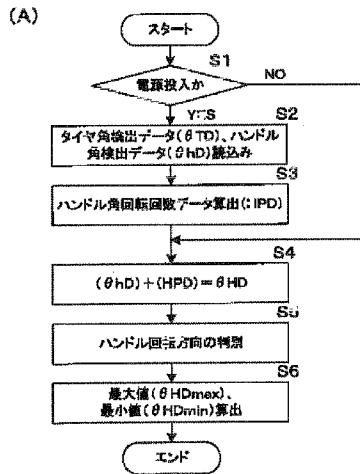 (A)
スタート
S1
電源投入か
NO
YES
S2
タイヤ角検出データ(θTD)、ハンドル
角検出データ(θhD)読込み
S3
ハンドル角回転回数データ算出(HPD)
S4
(θhD)+(HPD)=θHD
S5
ハンドル回転方向の判別
S6
最大値(θHDmax)、
最小値(θHDmin)算出
エンド